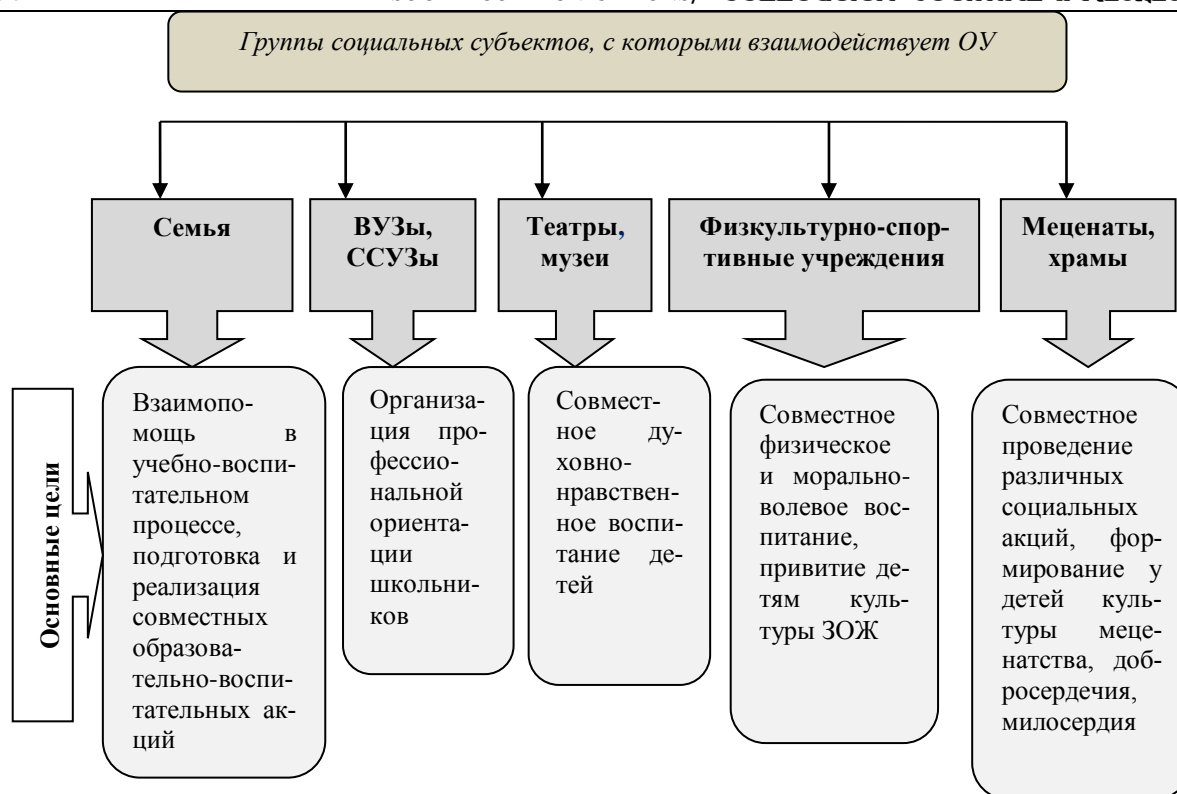 Группы социальных субъектов, с которыми взаимодействует ОУ
Семья
ВУЗы,
ССУЗы
Театры,
музеи
Физкультурно-спор-
тивные учреждения
Меценаты,
храмы
Основные цели
Взаимопо-
мощь в
учебно-воспи-
тательном
процессе,
подготовка и
реализация
совместных
образова-
тельно-воспи-
тательных ак-
ций
Организа-
ция про-
фессио-
нальной
ориента-
ции
школьни-
ков
Совмест-
ное ду-
ховно-
нравствен-
ное воспи-
тание де-
тей
Совместное
физическое
и морально-
волевое вос-
питание,
привитие де-
тям куль-
туры ЗОЖ
Совместное
проведение
различных
социальных
акций, фор-
мирование у
детей куль-
туры меце-
натства, доб-
росердечия,
милосердия